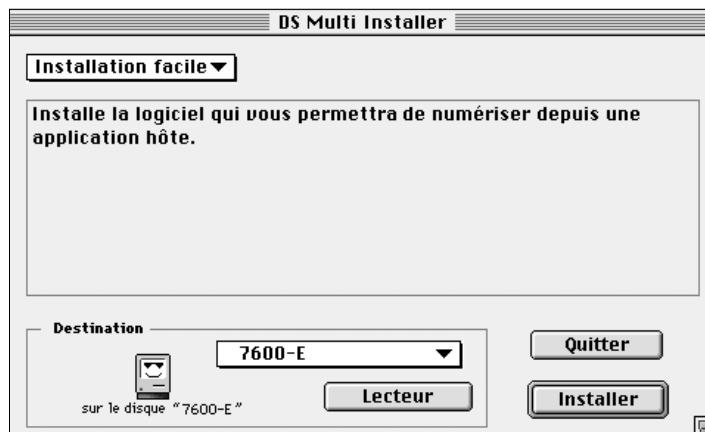 DS Multi Installer
Installation facile
Installe la logiciel qui vous permettra de numériser depuis une
application hôte.
Destination
7600-E
Quitter
sur le disque "7600-E"
Lecteur
Installer